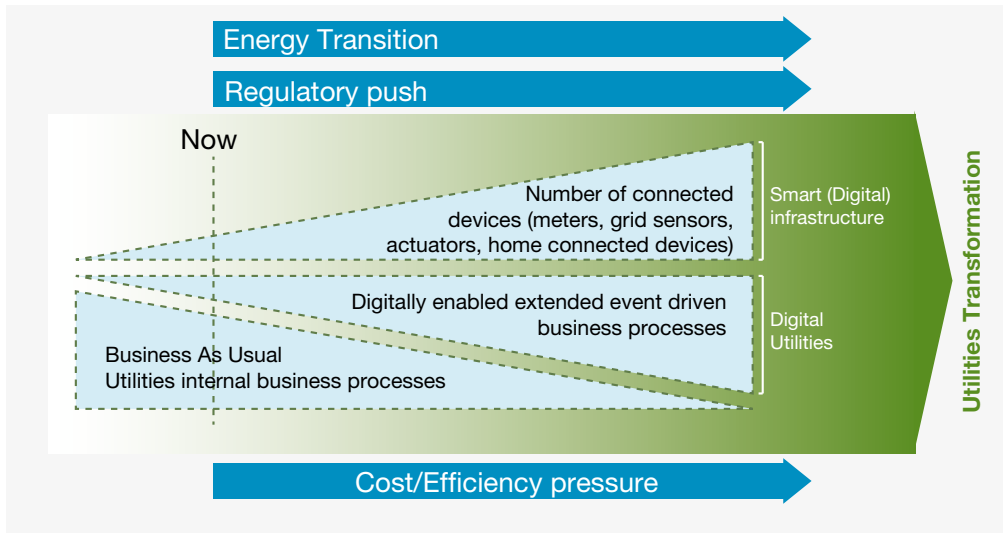 Energy Transition
Regulatory push
Now
Number of connected
devices (meters, grid sensors,
actuators, home connected devices)
Smart (Digital)
infrastructure
Digitally enabled extended event driven
business processes
Digital
Utilities
Business As Usual
Utilities internal business processes
Utilities Transformation
Cost/Efficiency pressure